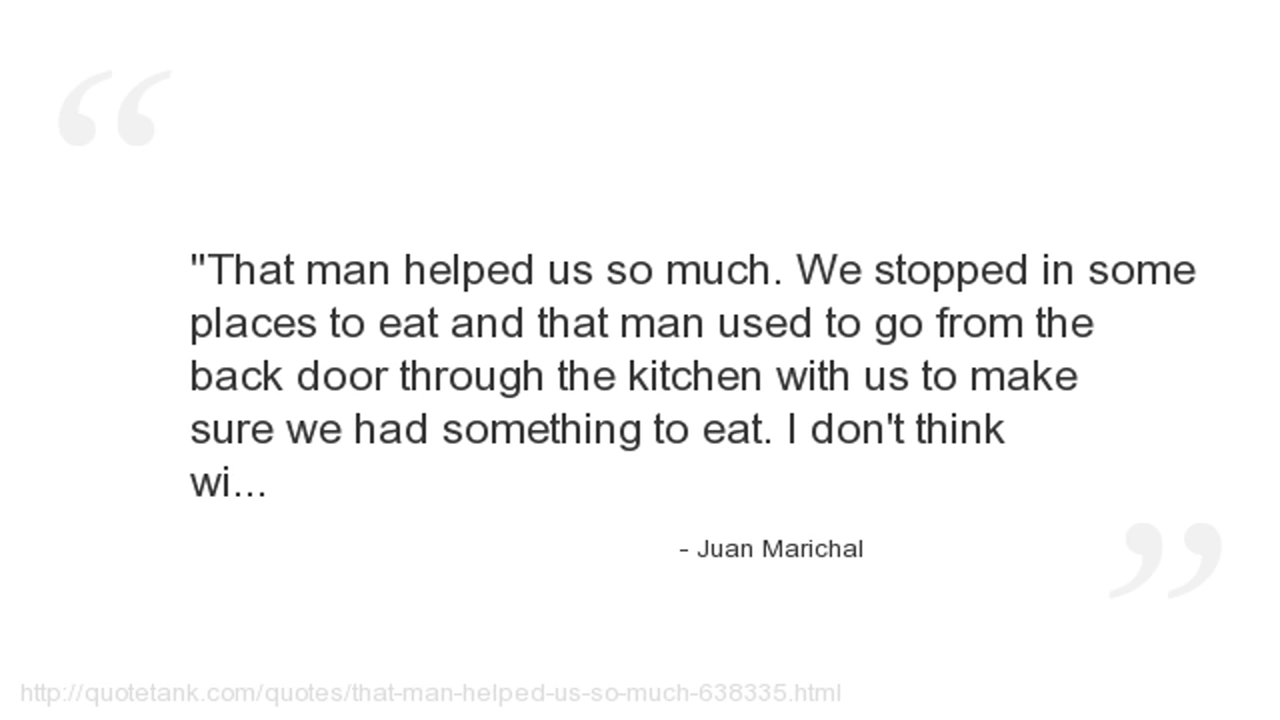 "That man helped us so much. We stopped in some
places to eat and that man used to go from the
back door through the kitchen with us to make
sure we had something to eat. I don't think
wi...
- Juan Marichal
http://quotetank.com/quotes/that-man-helped-us-so-much-638335.html